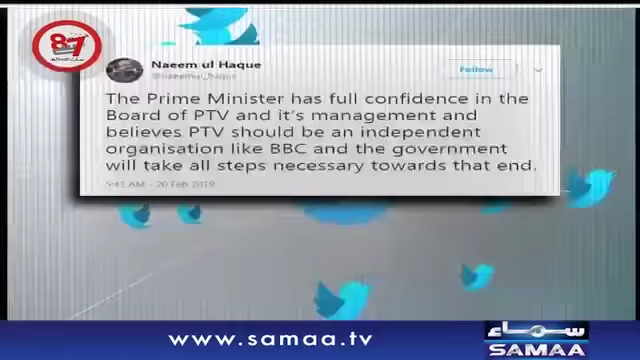 Naeem ul Haque
@naeemul_haque
Follow
The Prime Minister has full confidence in the
Board of PTV and it's management and
believes PTV should be an independent
organisation like BBC and the government
will take all steps necessary towards that end.
5:41 AM - 20 Feb 2019
www.samaa.tv
سماء
SAMAA